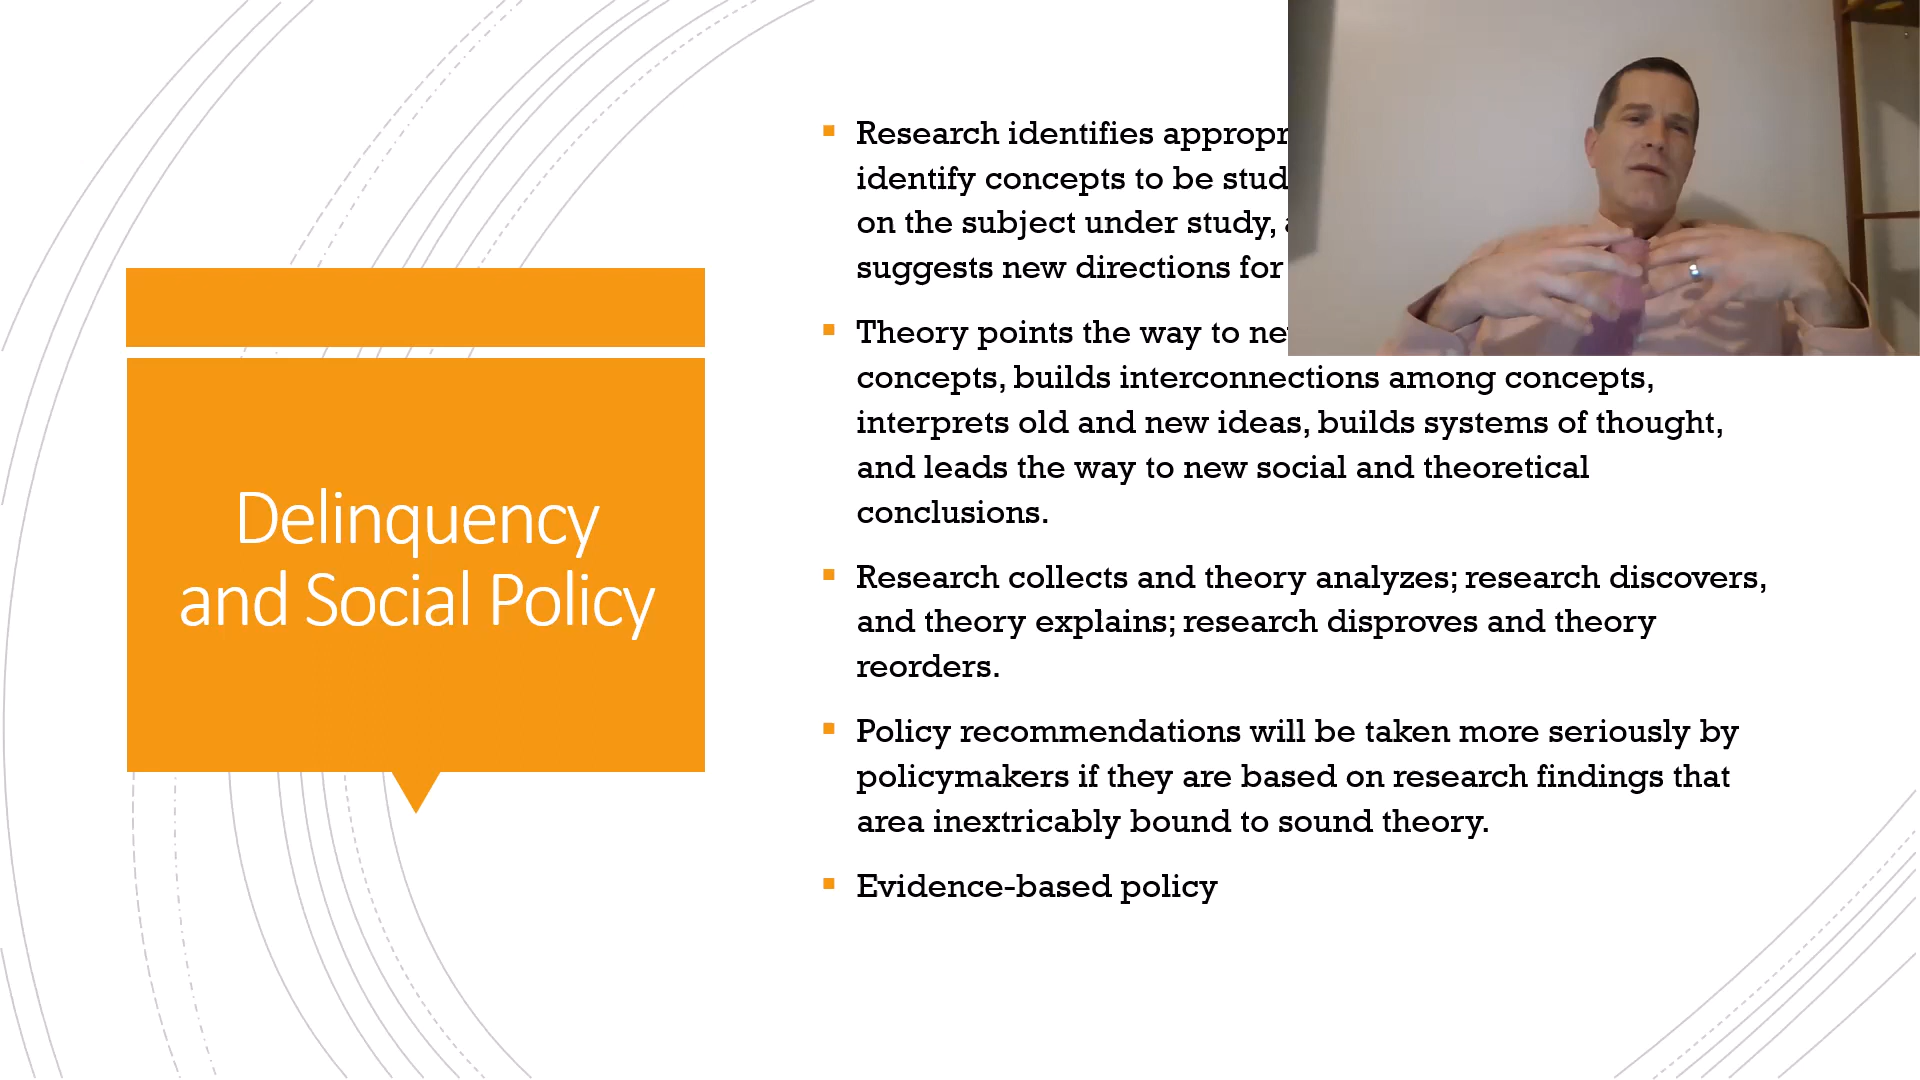 Delinquency
and Social Policy
Research identifies
identify concepts to be
on the subject under study,
suggests new directions for
Theory points the way to
concepts, builds interconnections among concepts,
interprets old and new ideas, builds systems of thought,
and leads the way to new social and theoretical
conclusions.
Research collects and theory analyzes; research discovers,
and theory explains; research disproves and theory
reorders.
Policy recommendations will be taken more seriously by
policymakers if they are based on research findings that
area inextricably bound to sound theory.
Evidence-based policy